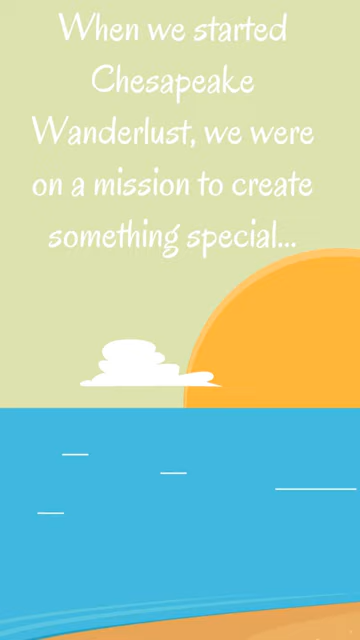 When we started
Chesapeake
Wanderlust, we were
on a mission to create
something special...